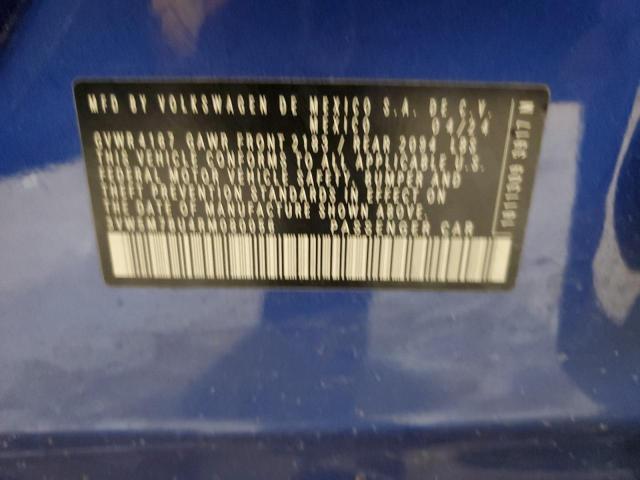 MFD BY VOLKSWAGEN DE MEXICO S.A. DE C.V.
MEXICO 04/24
GVWR4187 GAWR FRONT 2183 / REAR 2094 LBS
THIS VEHICLE CONFORMS TO ALL APPLICABLE U.S.
FEDERAL MOTOR VEHICLE SAFETY, BUMPER AND
THEFT PREVENTION STANDARDS IN EFFECT ON
THE DATE OF MANUFACTURE SHOWN ABOVE.
PASSENGER CAR